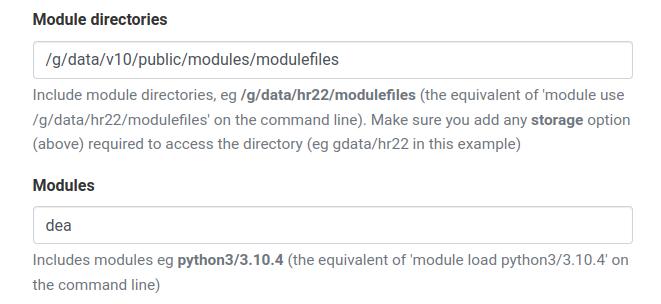 Module directories
/g/data/v10/public/modules/modulefiles
Include module directories, eg /g/data/hr22/modulefiles (the equivalent of 'module use
/g/data/hr22/modulefiles' on the command line). Make sure you add any storage option
(above) required to access the directory (eg gdata/hr22 in this example)
Modules
dea
Includes modules eg python3/3.10.4 (the equivalent of 'module load python3/3.10.4' on
the command line)